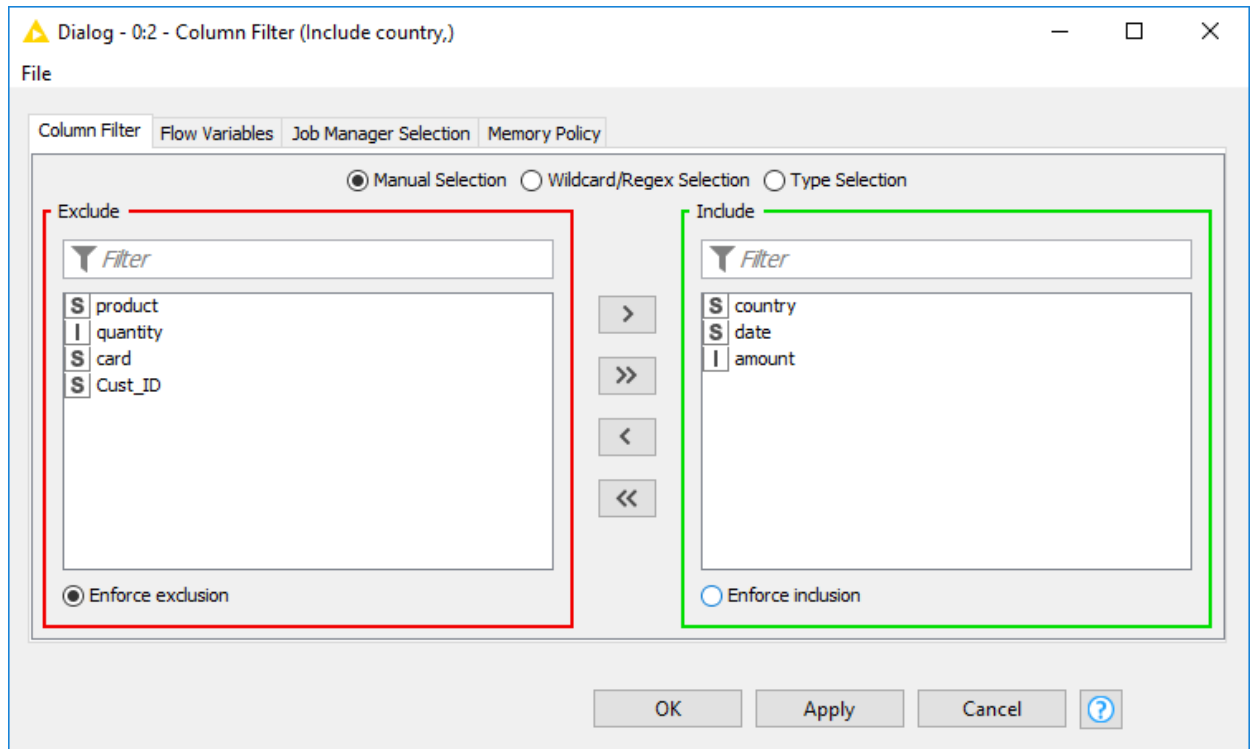 Dialog - 0:2 - Column Filter (Include country,)
File
Column Filter Flow Variables Job Manager Selection Memory Policy
Manual Selection Wildcard/Regex Selection Type Selection
Exclude
Filter
S product
I quantity
S card
S Cust_ID
Enforce exclusion
>
>>
<
<<
Include
Filter
S country
S date
I amount
Enforce inclusion
OK Apply Cancel ?